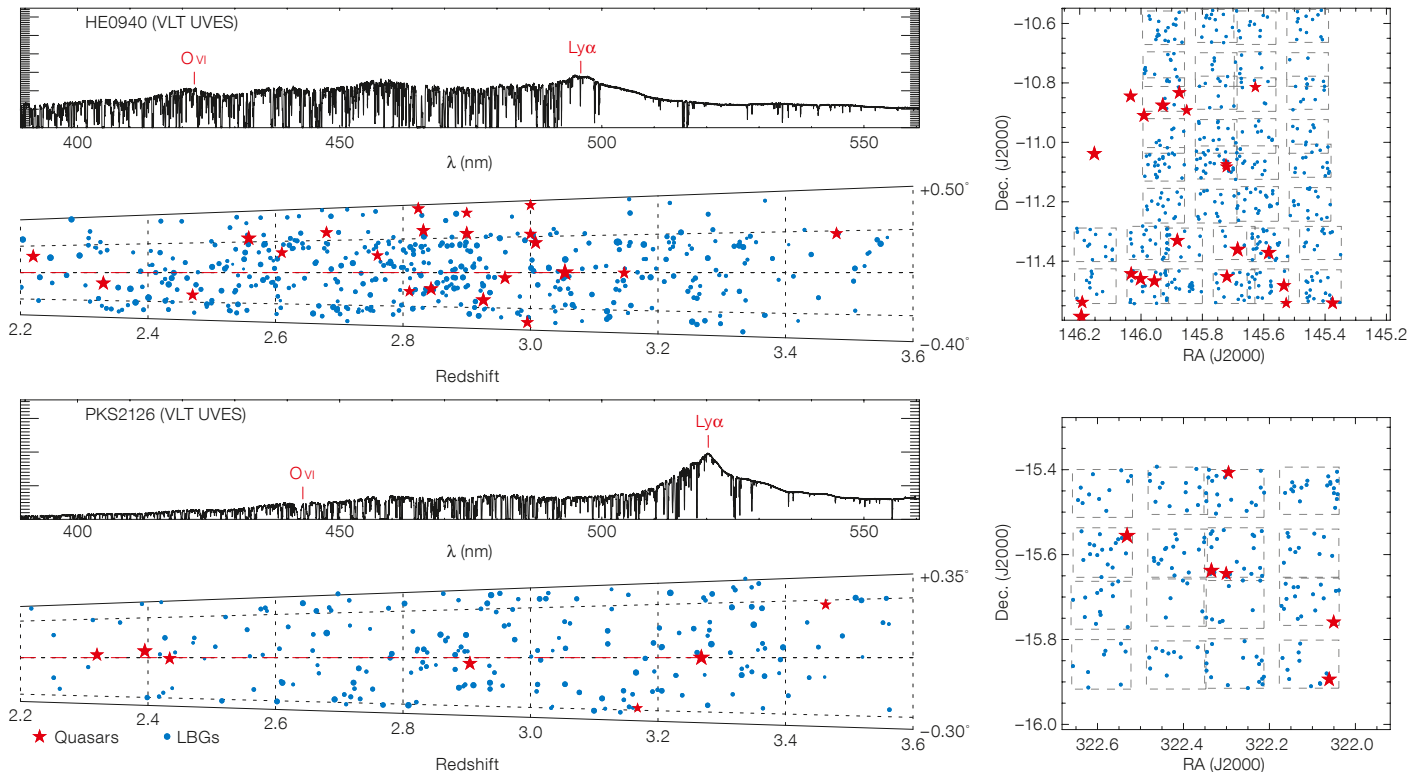 HE0940 (VLT UVES)
O VI
Lyα
400 450 500 550
λ (nm)
+0.50°
−0.40°
2.2 2.4 2.6 2.8 3.0 3.2 3.4 3.6
Redshift
−10.6
−10.8
−11.0
−11.2
−11.4
Dec. (J2000)
146.2 146.0 145.8 145.6 145.4 145.2
RA (J2000)
PKS2126 (VLT UVES)
O VI
Lyα
400 450 500 550
λ (nm)
+0.35°
−0.30°
2.2 2.4 2.6 2.8 3.0 3.2 3.4 3.6
Quasars LBGs
Redshift
−15.4
−15.6
−15.8
−16.0
Dec. (J2000)
322.6 322.4 322.2 322.0
RA (J2000)